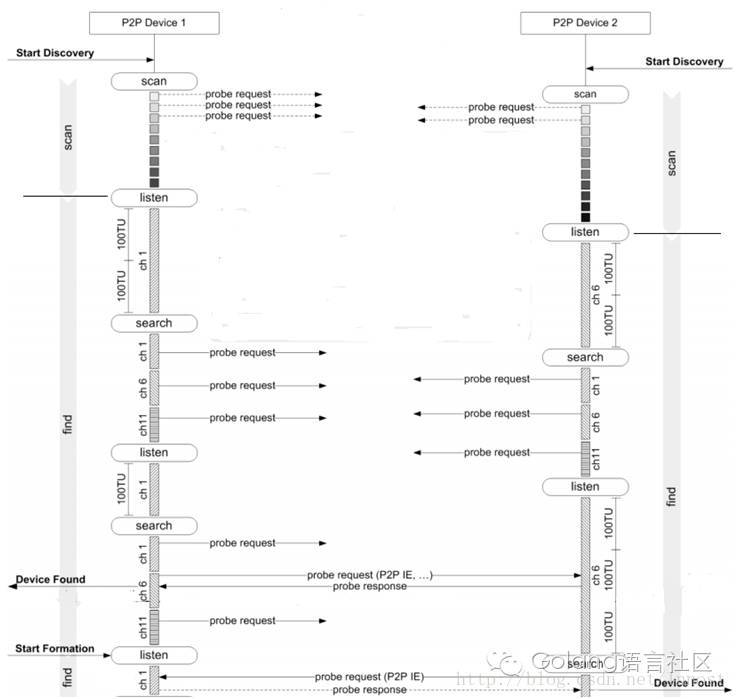 P2P Device 1
P2P Device 2
Start Discovery
Start Discovery
scan
scan
probe request
probe request
probe request
probe request
probe request
scan
scan
listen
listen
100TU
100TU
ch 1
100TU
100TU
ch 6
search
search
ch 1
probe request
ch 6
probe request
ch11
probe request
probe request
ch 1
probe request
ch 6
probe request
ch11
find
find
listen
listen
100TU
ch 1
search
100TU
100TU
100TU
ch 6
ch 1
probe request
Device Found
ch 6
probe request (P2P IE, …)
probe response
ch11
probe request
Start Formation
listen
search
find
ch 1
probe request (P2P IE)
probe response
Device Found
Golang语言社区